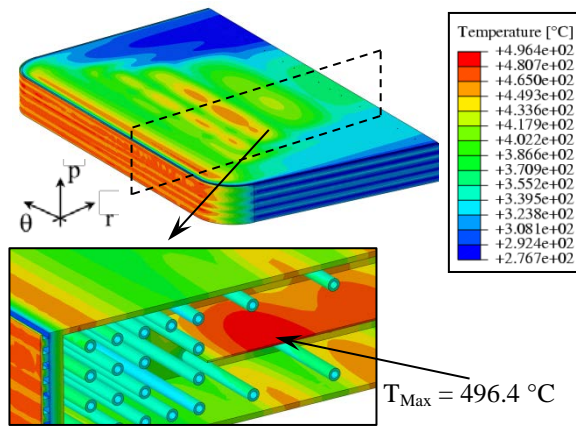 Temperature [°C]
+4.964e+02
+4.807e+02
+4.650e+02
+4.493e+02
+4.336e+02
+4.179e+02
+4.022e+02
+3.866e+02
+3.709e+02
+3.552e+02
+3.395e+02
+3.238e+02
+3.081e+02
+2.924e+02
+2.767e+02
p
θ
r
T_Max = 496.4 °C